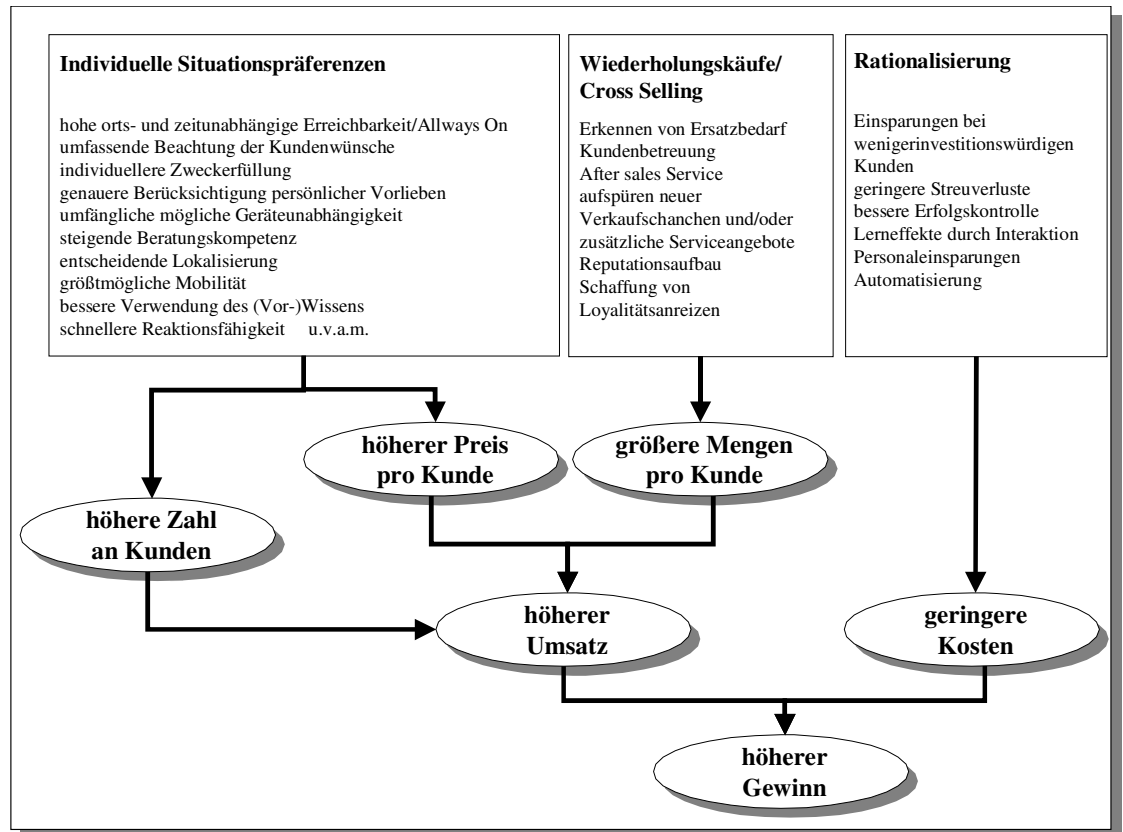 Individuelle Situationspräferenzen
hohe orts- und zeitunabhängige Erreichbarkeit/Allways On
umfassende Beachtung der Kundenwünsche
individuellere Zweckerfüllung
genauere Berücksichtigung persönlicher Vorlieben
umfängliche mögliche Geräteunabhängigkeit
steigende Beratungskompetenz
entscheidende Lokalisierung
größtmögliche Mobilität
bessere Verwendung des (Vor-)Wissens
schnellere Reaktionsfähigkeit u.v.a.m.
Wiederholungskäufe/
Cross Selling
Erkennen von Ersatzbedarf
Kundenbetreuung
After sales Service
aufspüren neuer
Verkaufschanchen und/oder
zusätzliche Serviceangebote
Reputationsaufbau
Schaffung von
Loyalitätsanreizen
Rationalisierung
Einsparungen bei
wenigerinvestitionswürdigen
Kunden
geringere Streuverluste
bessere Erfolgskontrolle
Lerneffekte durch Interaktion
Personaleinsparungen
Automatisierung
höherer Preis
pro Kunde
größere Mengen
pro Kunde
höhere Zahl
an Kunden
höherer
Umsatz
geringere
Kosten
höherer
Gewinn